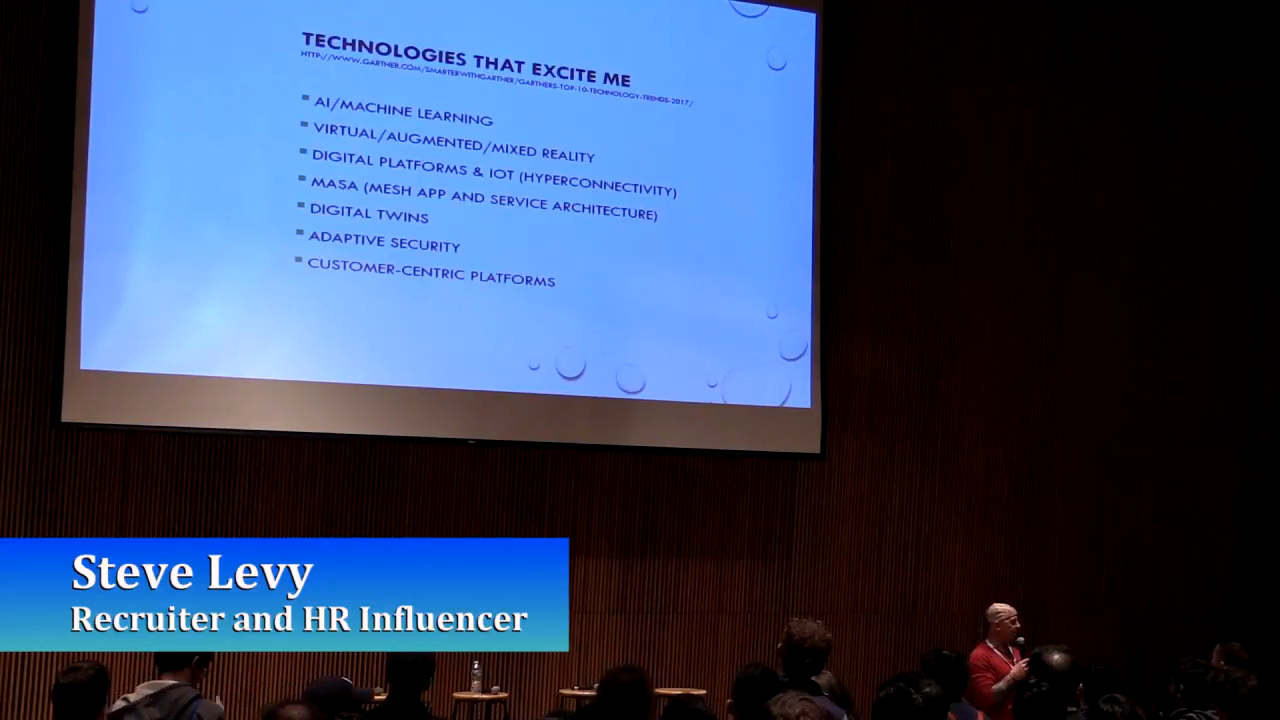 TECHNOLOGIES THAT EXCITE ME
HTTP://WWW.GARTNER.COM/SMARTERWITHGARTNER/GARTNERS-TOP-10-TECHNOLOGY-TRENDS-2017/
AI/MACHINE LEARNING
VIRTUAL/AUGMENTED/MIXED REALITY
DIGITAL PLATFORMS & IOT (HYPERCONNECTIVITY)
MASA (MESH APP AND SERVICE ARCHITECTURE)
DIGITAL TWINS
ADAPTIVE SECURITY
CUSTOMER-CENTRIC PLATFORMS
Steve Levy
Recruiter and HR Influencer